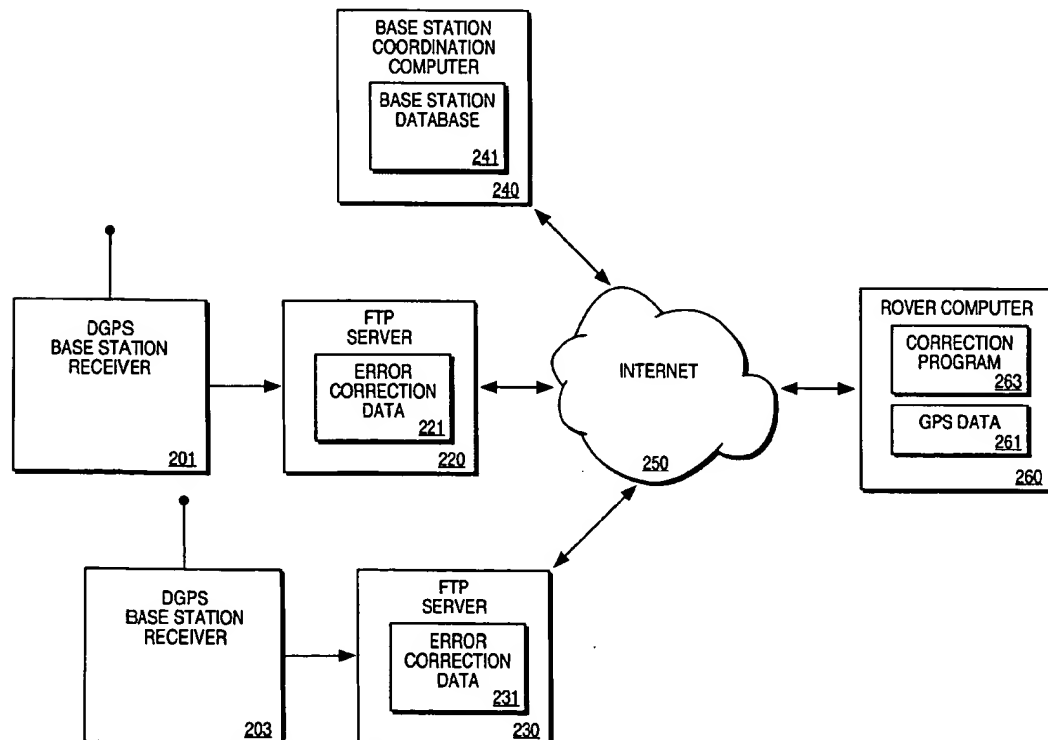 BASE STATION
COORDINATION
COMPUTER
BASE STATION
DATABASE
241
240
DGPS
BASE STATION
RECEIVER
201
FTP
SERVER
ERROR
CORRECTION
DATA
221
220
INTERNET
250
ROVER COMPUTER
CORRECTION
PROGRAM
263
GPS DATA
261
260
DGPS
BASE STATION
RECEIVER
203
FTP
SERVER
ERROR
CORRECTION
DATA
231
230